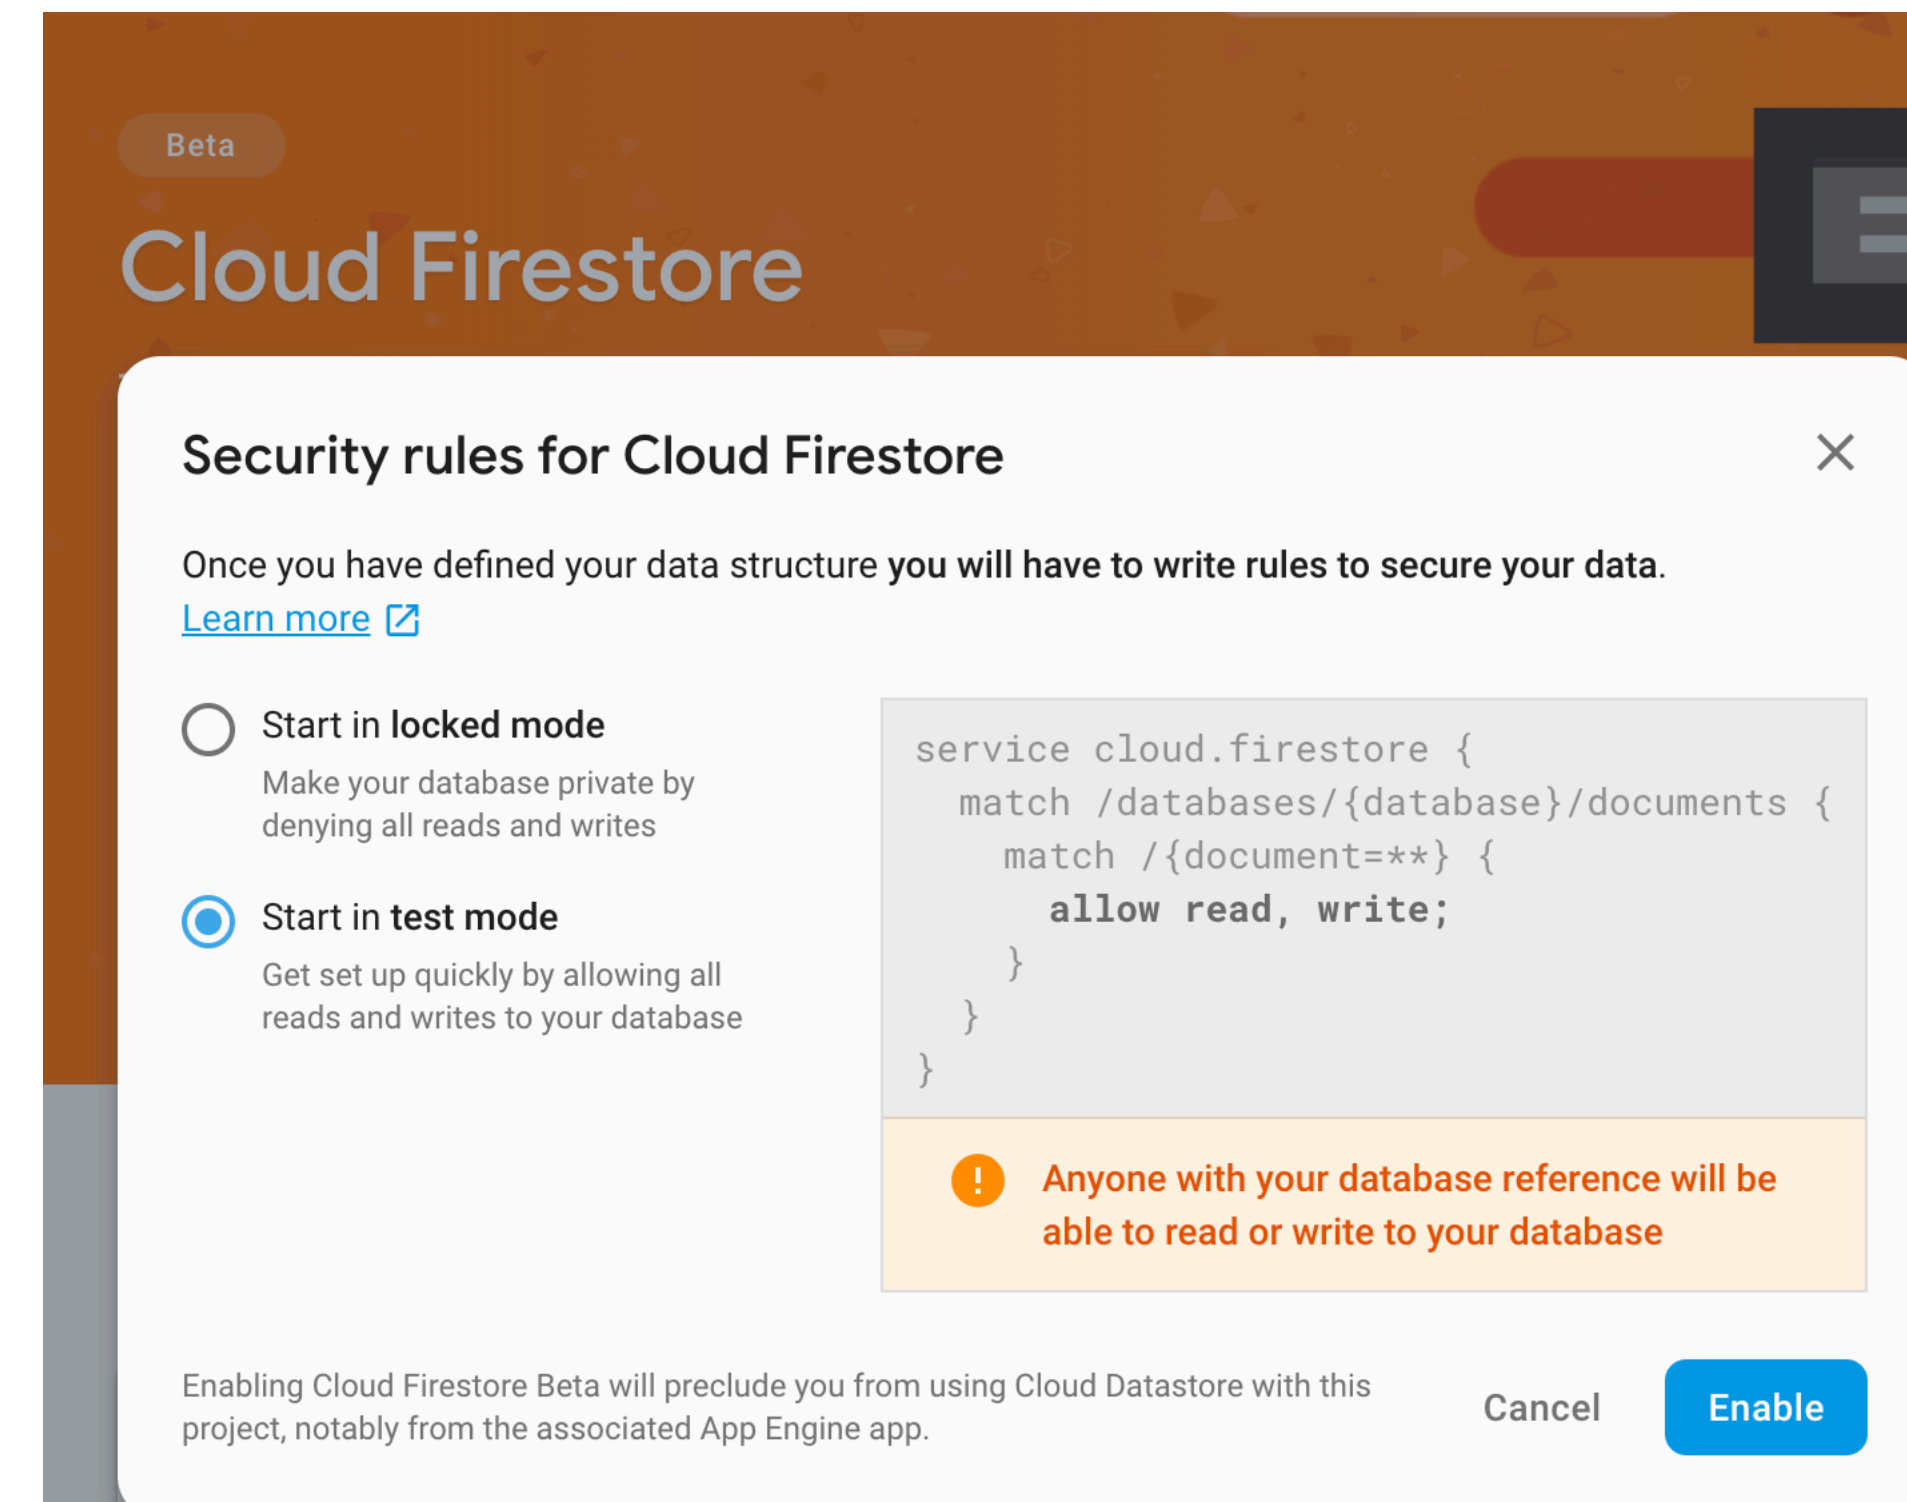 Beta
Cloud Firestore
Security rules for Cloud Firestore
Once you have defined your data structure you will have to write rules to secure your data.
Learn more
Start in locked mode
Make your database private by
denying all reads and writes
Start in test mode
Get set up quickly by allowing all
reads and writes to your database
service cloud.firestore {
  match /databases/{database}/documents {
    match /{document=**} {
      allow read, write;
    }
  }
}
Anyone with your database reference will be
able to read or write to your database
Enabling Cloud Firestore Beta will preclude you from using Cloud Datastore with this
project, notably from the associated App Engine app.
Cancel
Enable